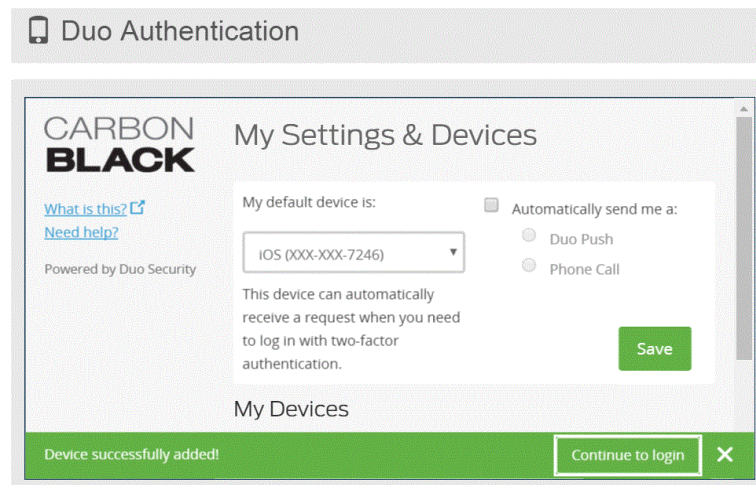 Duo Authentication
CARBON
BLACK
What is this?
Need help?
Powered by Duo Security
My Settings & Devices
My default device is:
iOS (XXX-XXX-7246)
This device can automatically
receive a request when you need
to log in with two-factor
authentication.
Automatically send me a:
Duo Push
Phone Call
Save
My Devices
Device successfully added!
Continue to login